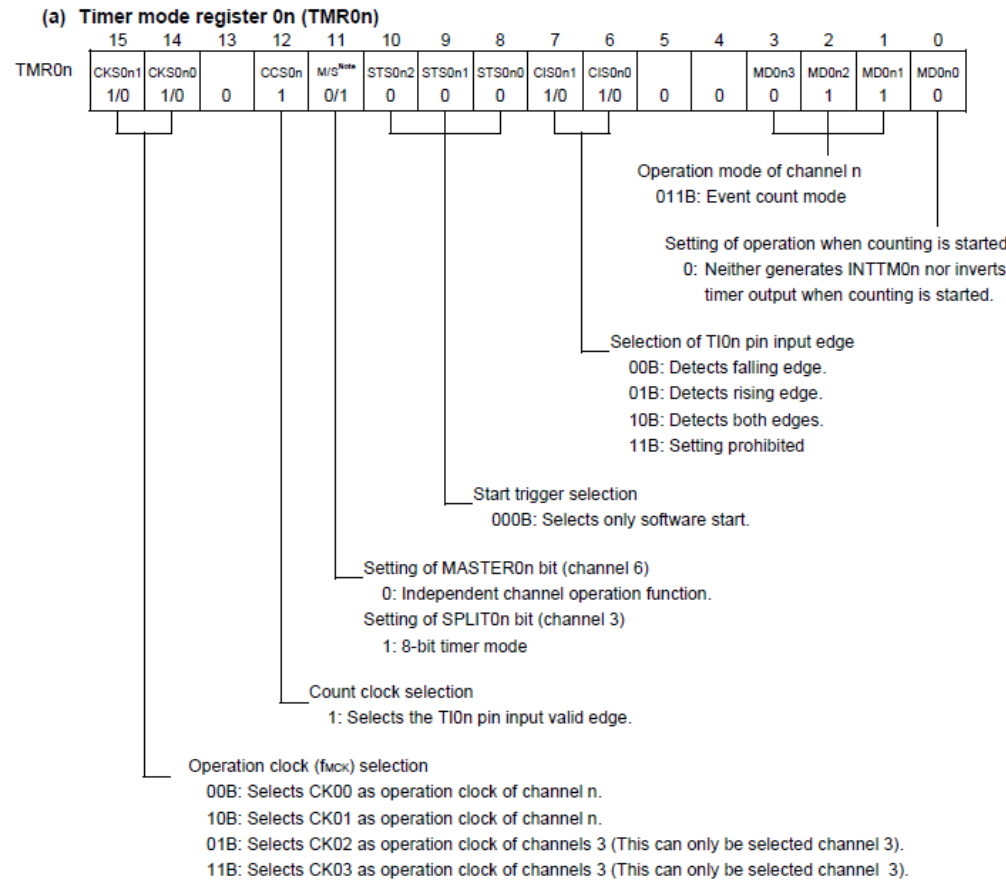 (a) Timer mode register 0n (TMR0n)
15 14 13 12 11 10 9 8 7 6 5 4 3 2 1 0
TMR0n CKS0n1 CKS0n0 CCS0n M/S Note STS0n2 STS0n1 STS0n0 CIS0n1 CIS0n0 MD0n3 MD0n2 MD0n1 MD0n0
1/0 1/0 0 1 0/1 0 0 0 1/0 1/0 0 0 0 1 1 0
Operation mode of channel n
011B: Event count mode
Setting of operation when counting is started
0: Neither generates INTTM0n nor inverts
timer output when counting is started.
Selection of TI0n pin input edge
00B: Detects falling edge.
01B: Detects rising edge.
10B: Detects both edges.
11B: Setting prohibited
Start trigger selection
000B: Selects only software start.
Setting of MASTER0n bit (channel 6)
0: Independent channel operation function.
Setting of SPLIT0n bit (channel 3)
1: 8-bit timer mode
Count clock selection
1: Selects the TI0n pin input valid edge.
Operation clock (fMCK) selection
00B: Selects CK00 as operation clock of channel n.
10B: Selects CK01 as operation clock of channel n.
01B: Selects CK02 as operation clock of channels 3 (This can only be selected channel 3).
11B: Selects CK03 as operation clock of channels 3 (This can only be selected channel 3).